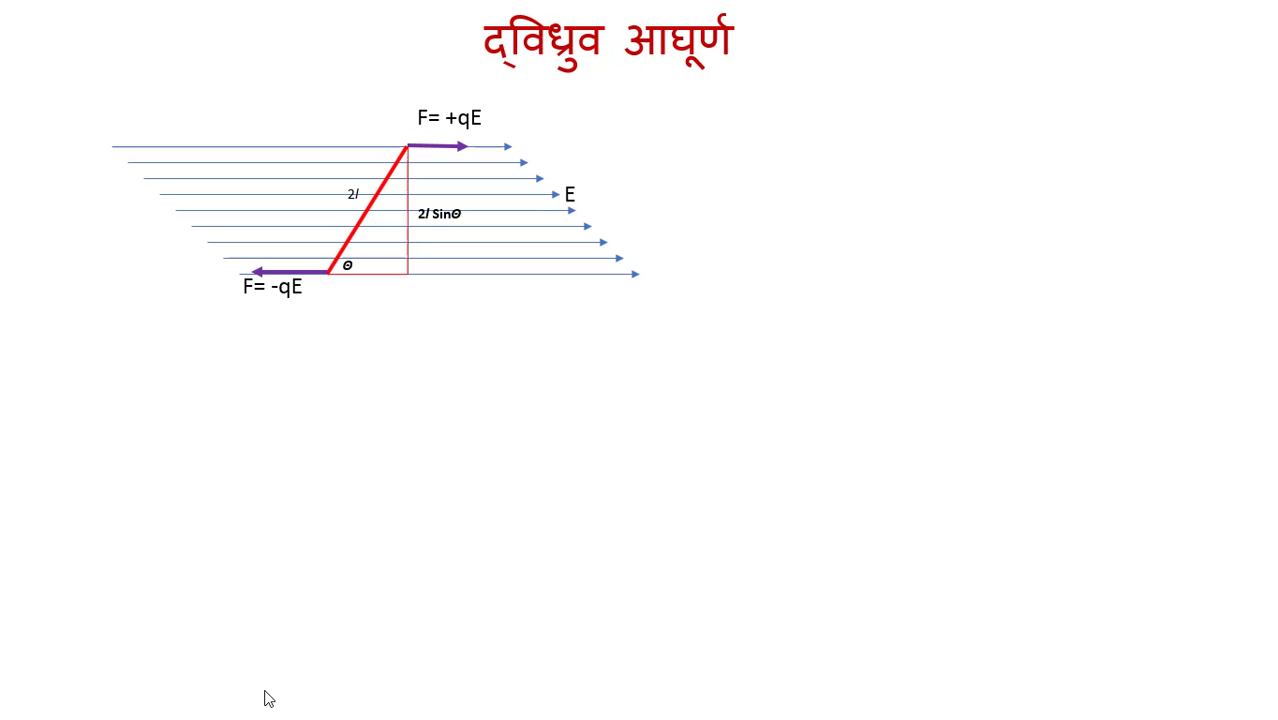 द्विध्रुव आघूर्ण
F= +qE
2l
E
2l SinΘ
Θ
F= -qE